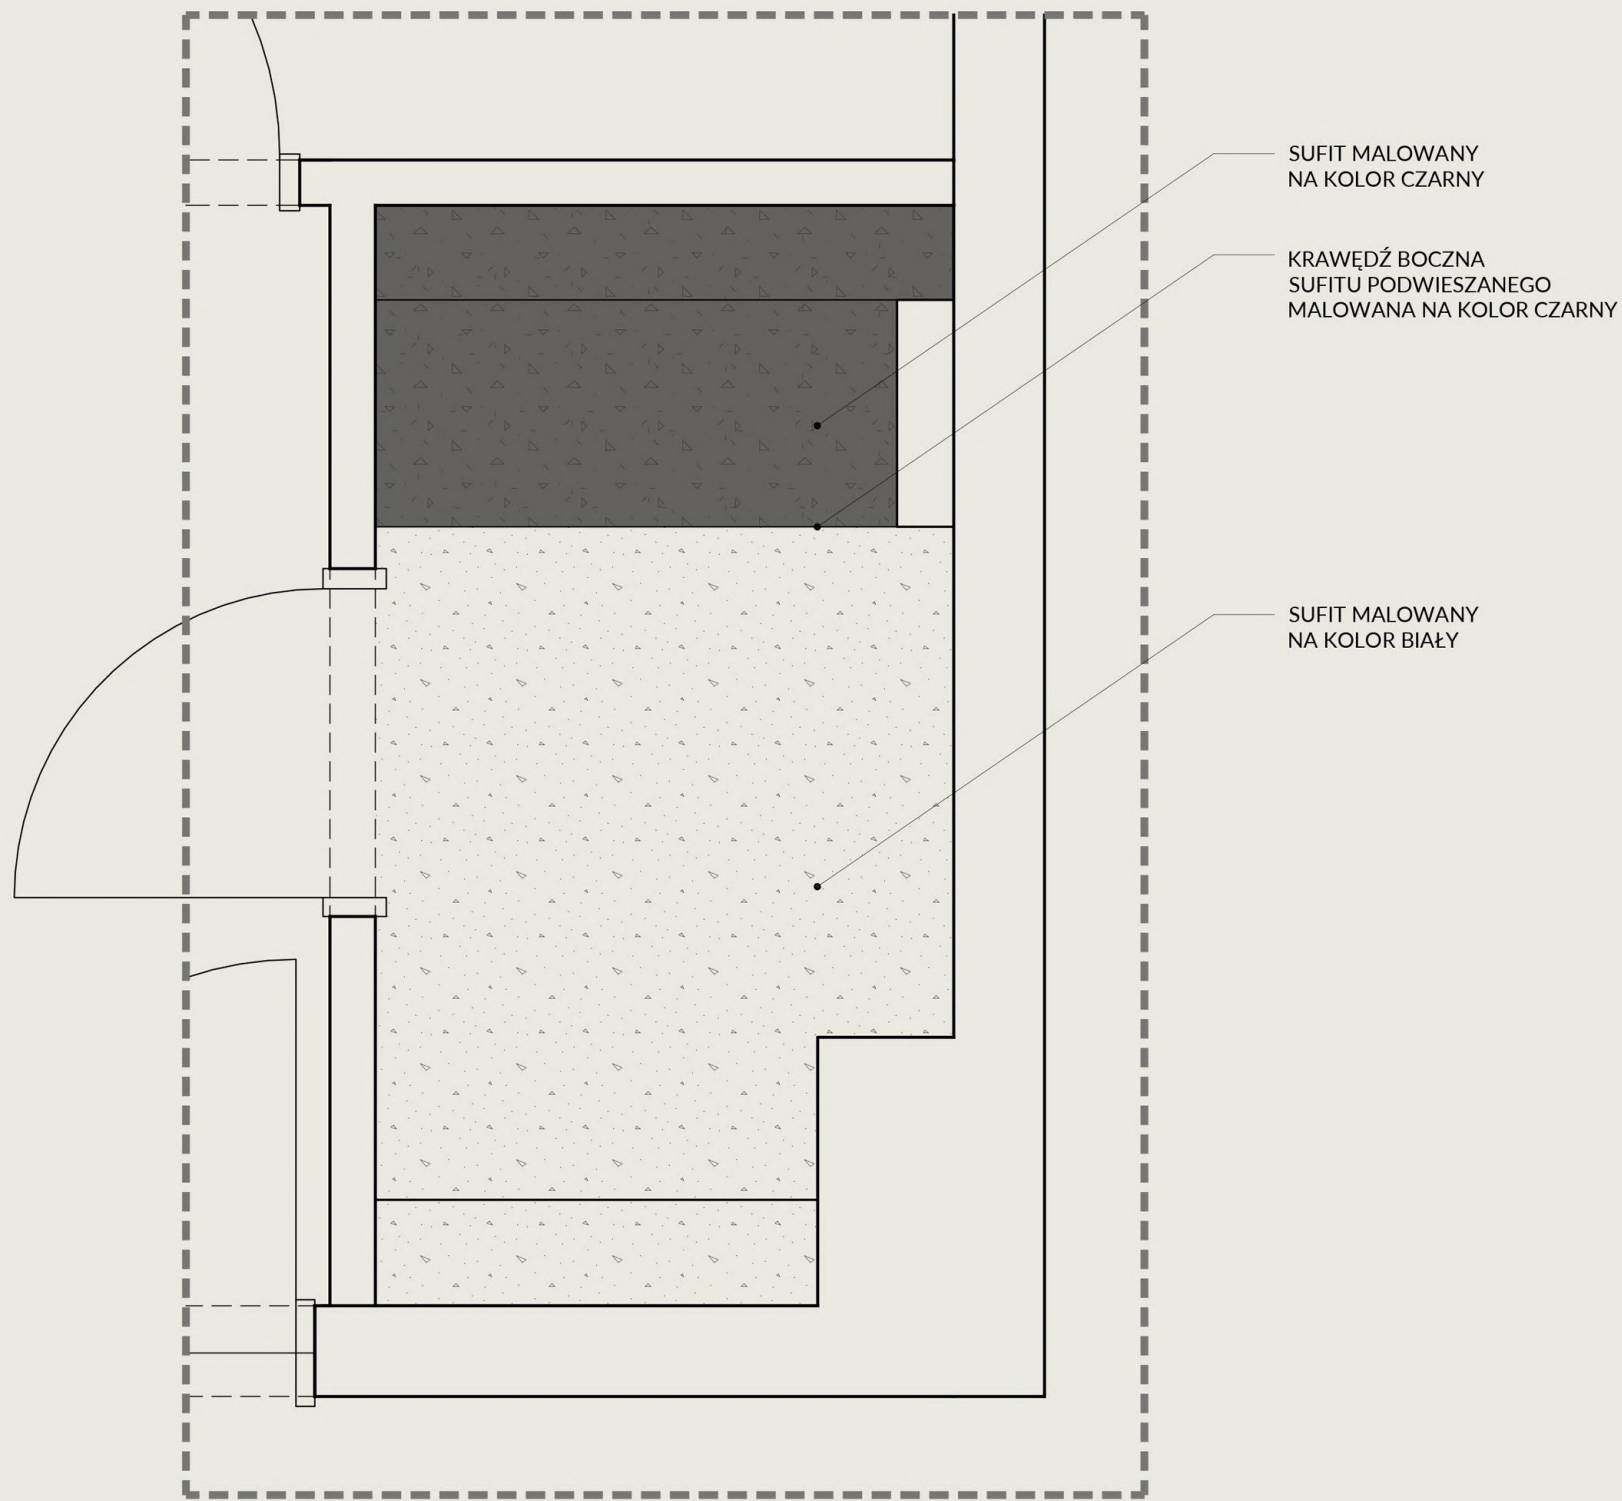 SUFIT MALOWANY
NA KOLOR CZARNY
KRAWĘDŹ BOCZNA
SUFITU PODWIESZANEGO
MALOWANA NA KOLOR CZARNY
SUFIT MALOWANY
NA KOLOR BIAŁY